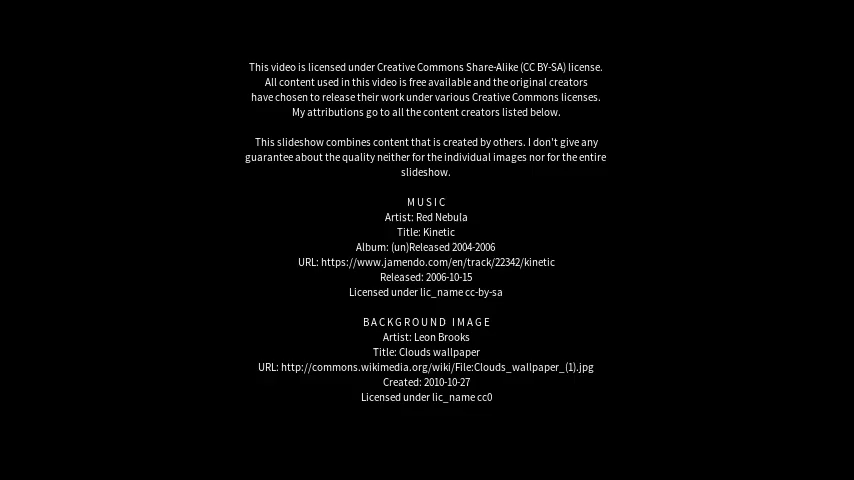 This video is licensed under Creative Commons Share-Alike (CC BY-SA) license.
All content used in this video is free available and the original creators
have chosen to release their work under various Creative Commons licenses.
My attributions go to all the content creators listed below.
This slideshow combines content that is created by others. I don't give any
guarantee about the quality neither for the individual images nor for the entire
slideshow.
MUSIC
Artist: Red Nebula
Title: Kinetic
Album: (un)Released 2004-2006
URL: https://www.jamendo.com/en/track/22342/kinetic
Released: 2006-10-15
Licensed under lic_name cc-by-sa
BACKGROUND IMAGE
Artist: Leon Brooks
Title: Clouds wallpaper
URL: http://commons.wikimedia.org/wiki/File:Clouds_wallpaper_(1).jpg
Created: 2010-10-27
Licensed under lic_name cc0